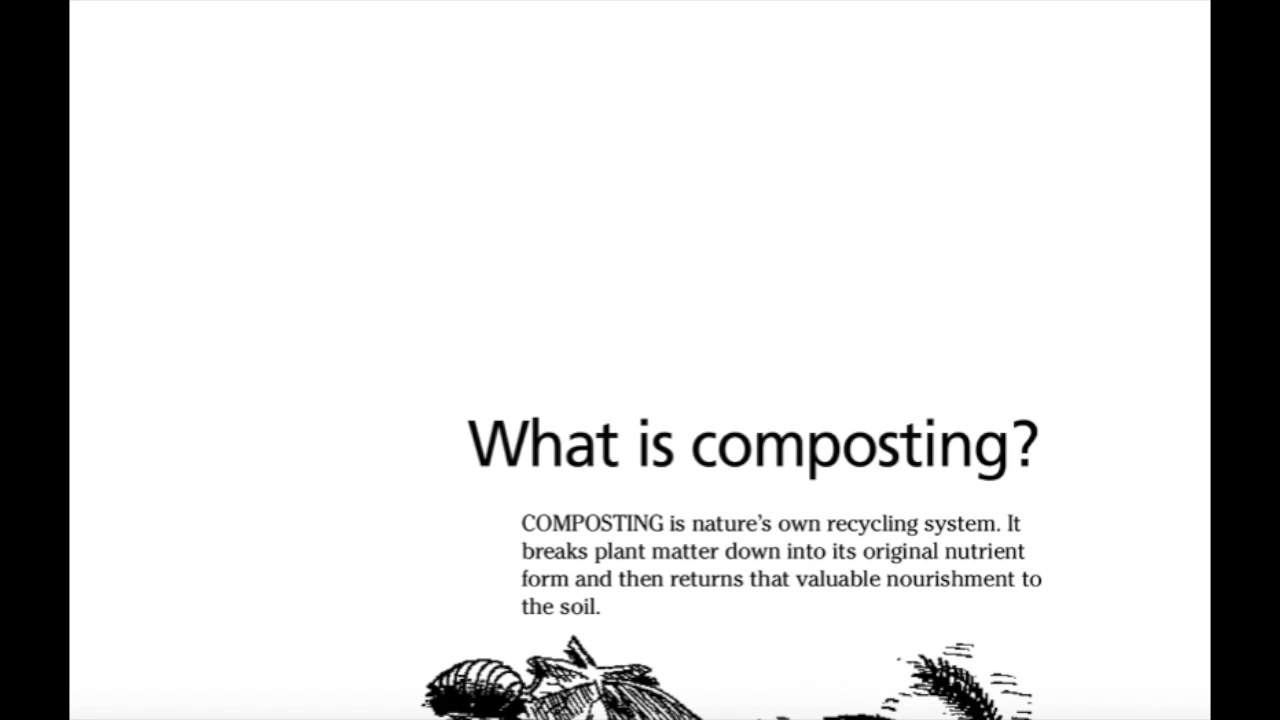 What is composting?
COMPOSTING is nature's own recycling system. It
breaks plant matter down into its original nutrient
form and then returns that valuable nourishment to
the soil.